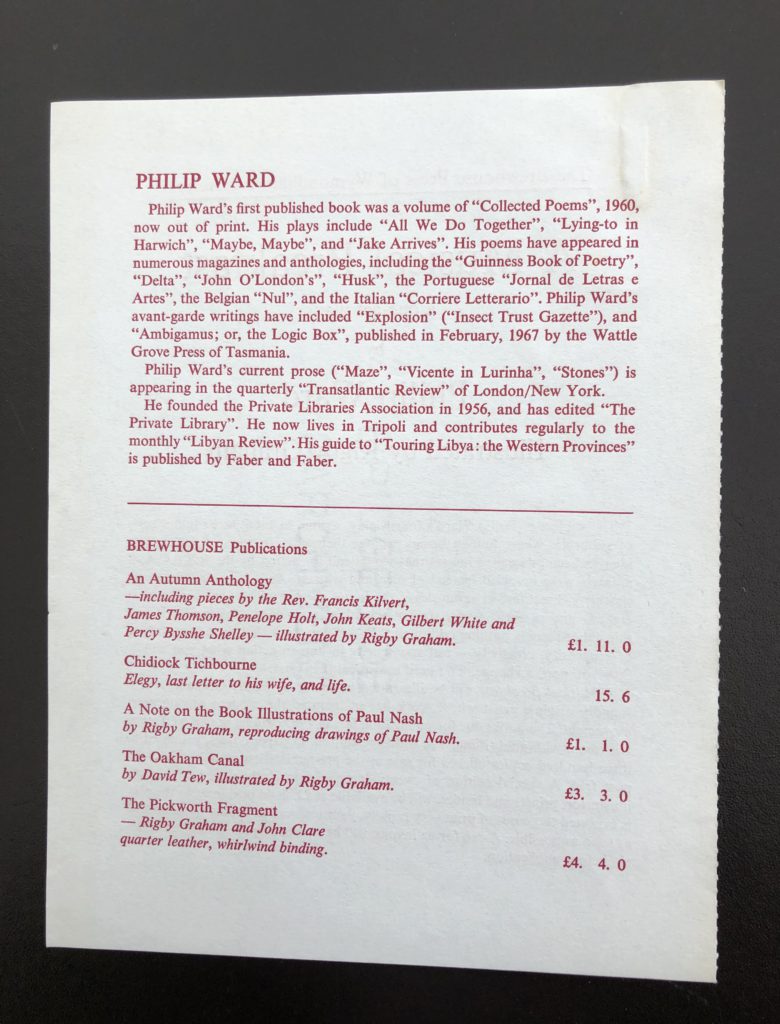 PHILIP WARD
Philip Ward's first published book was a volume of "Collected Poems", 1960,
now out of print. His plays include "All We Do Together", "Lying-to in
Harwich", "Maybe, Maybe", and "Jake Arrives". His poems have appeared in
numerous magazines and anthologies, including the "Guinness Book of Poetry",
"Delta", "John O'London's", "Husk", the Portuguese "Jornal de Letras e
Artes", the Belgian "Nul", and the Italian "Corriere Letterario". Philip Ward's
avant-garde writings have included "Explosion" ("Insect Trust Gazette"), and
"Ambigamus; or, the Logic Box", published in February, 1967 by the Wattle
Grove Press of Tasmania.
Philip Ward's current prose ("Maze", "Vicente in Lurinha", "Stones") is
appearing in the quarterly "Transatlantic Review" of London/New York.
He founded the Private Libraries Association in 1956, and has edited "The
Private Library". He now lives in Tripoli and contributes regularly to the
monthly "Libyan Review". His guide to "Touring Libya: the Western Provinces"
is published by Faber and Faber.
BREWHOUSE Publications
An Autumn Anthology
—including pieces by the Rev. Francis Kilvert,
James Thomson, Penelope Holt, John Keats, Gilbert White and
Percy Bysshe Shelley — illustrated by Rigby Graham. £1. 11. 0
Chidiock Tichbourne
Elegy, last letter to his wife, and life. 15. 6
A Note on the Book Illustrations of Paul Nash
by Rigby Graham, reproducing drawings of Paul Nash. £1. 1. 0
The Oakham Canal
by David Tew, illustrated by Rigby Graham. £3. 3. 0
The Pickworth Fragment
— Rigby Graham and John Clare
quarter leather, whirlwind binding. £4. 4. 0